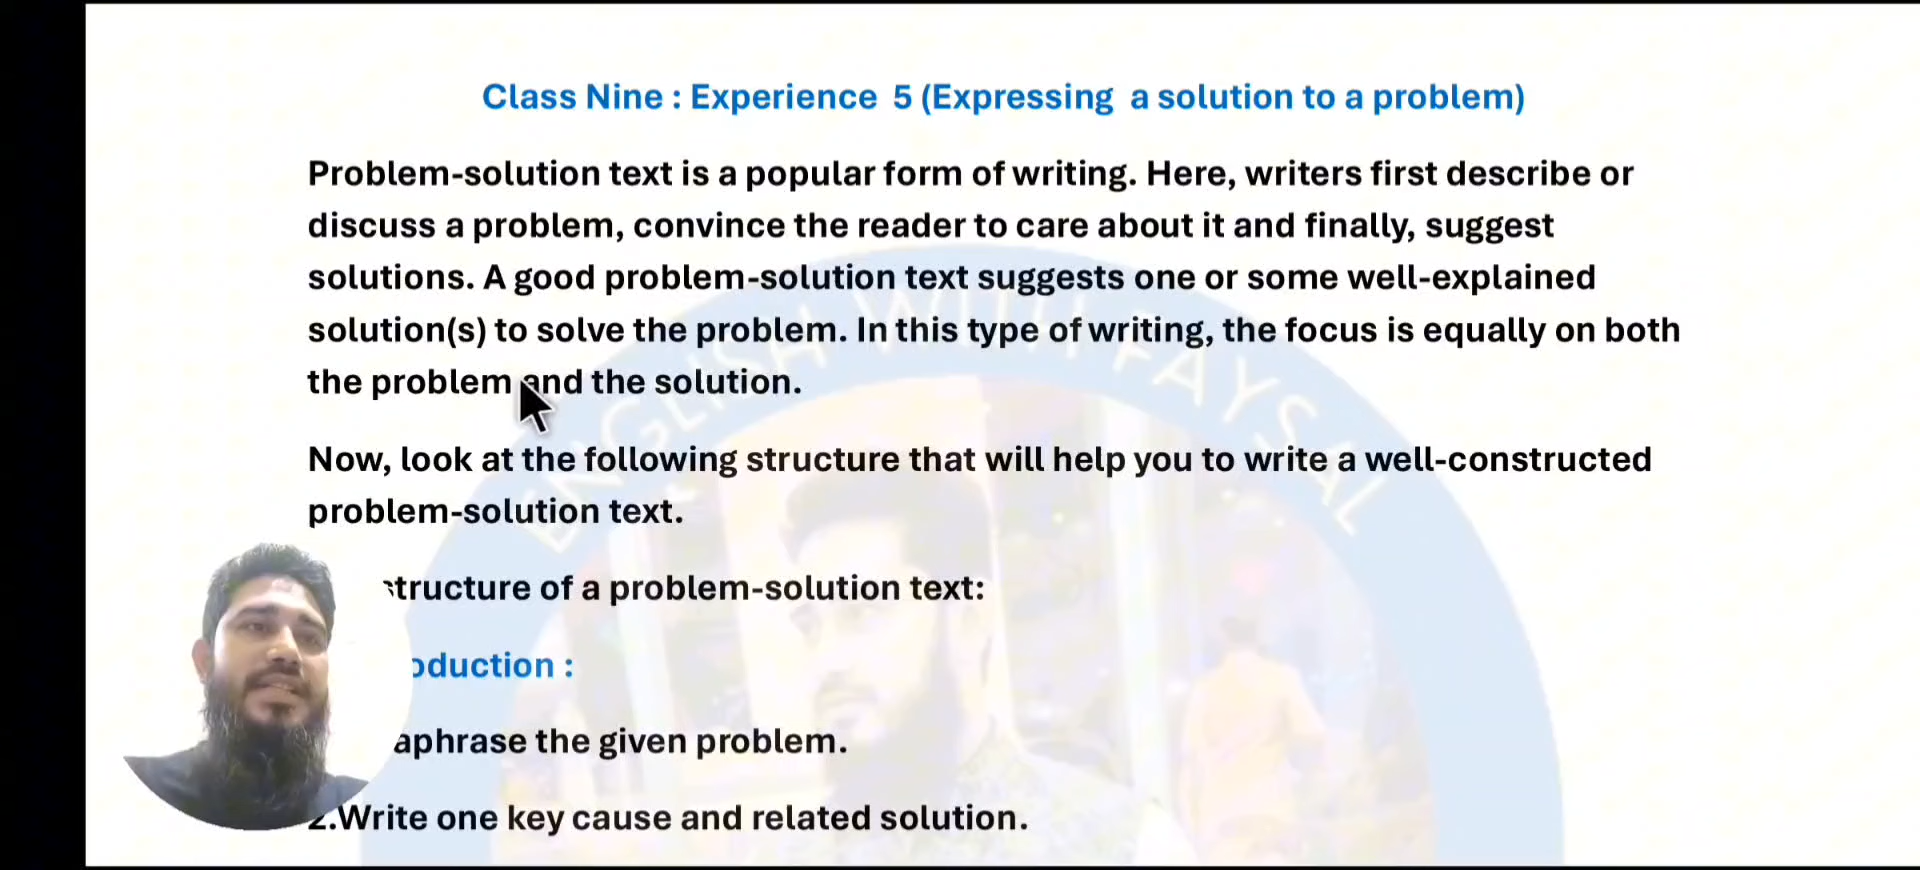 Class Nine : Experience 5 (Expressing a solution to a problem)
Problem-solution text is a popular form of writing. Here, writers first describe or
discuss a problem, convince the reader to care about it and finally, suggest
solutions. A good problem-solution text suggests one or some well-explained
solution(s) to solve the problem. In this type of writing, the focus is equally on both
the problem and the solution.
Now, look at the following structure that will help you to write a well-constructed
problem-solution text.
tructure of a problem-solution text:
oduction :
aphrase the given problem.
2.Write one key cause and related solution.
ENGLISH WITH FAYSAL